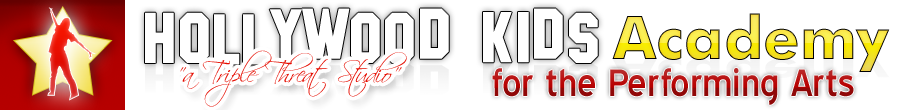 HOLLYWOOD KIDS Academy
"a Triple Threat Studio"
for the Performing Arts